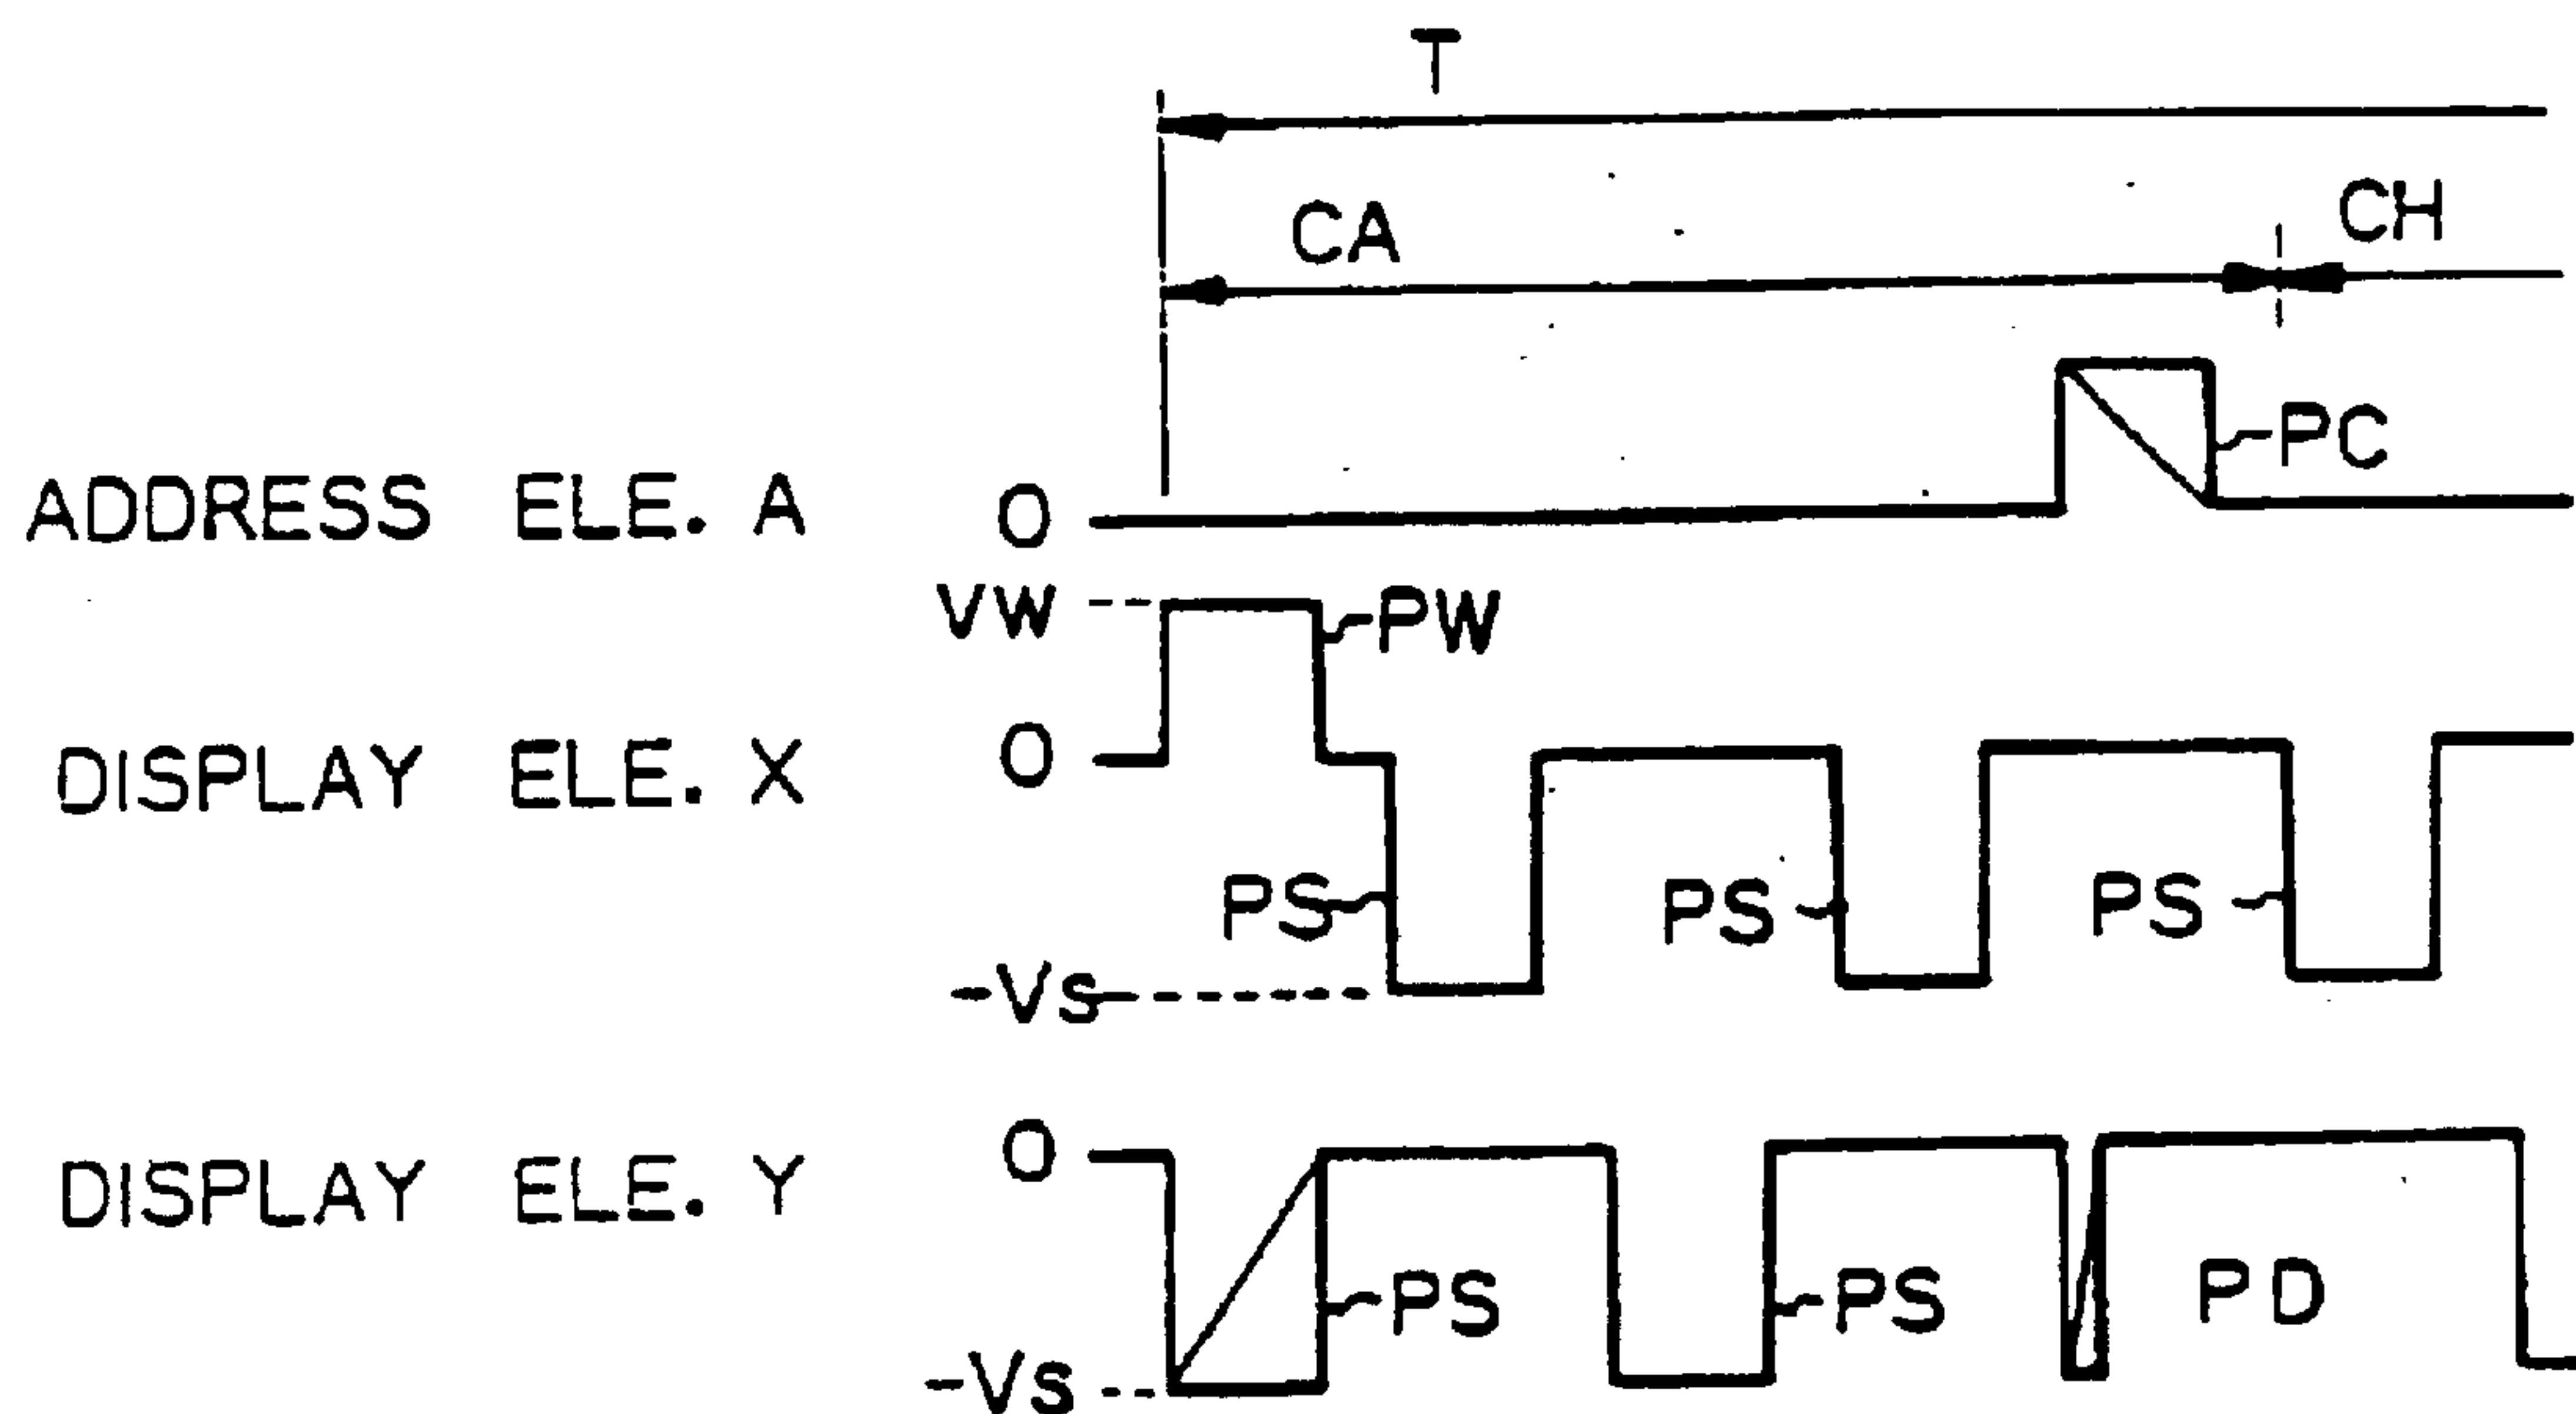 T
CA CH
PC
ADDRESS ELE. A 0
VW PW
DISPLAY ELE. X 0
PS PS PS
-Vs
DISPLAY ELE. Y 0
PS PS PD
-Vs